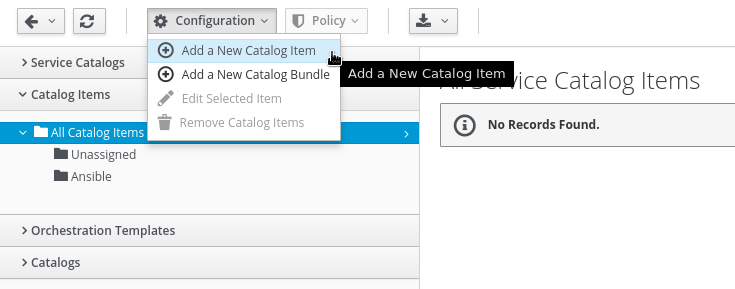 Configuration
Policy
Add a New Catalog Item
Add a New Catalog Bundle
Edit Selected Item
Remove Catalog Items
Add a New Catalog Item
Service Catalogs
Catalog Items
All Catalog Items
Unassigned
Ansible
Orchestration Templates
Catalogs
All Service Catalog Items
No Records Found.